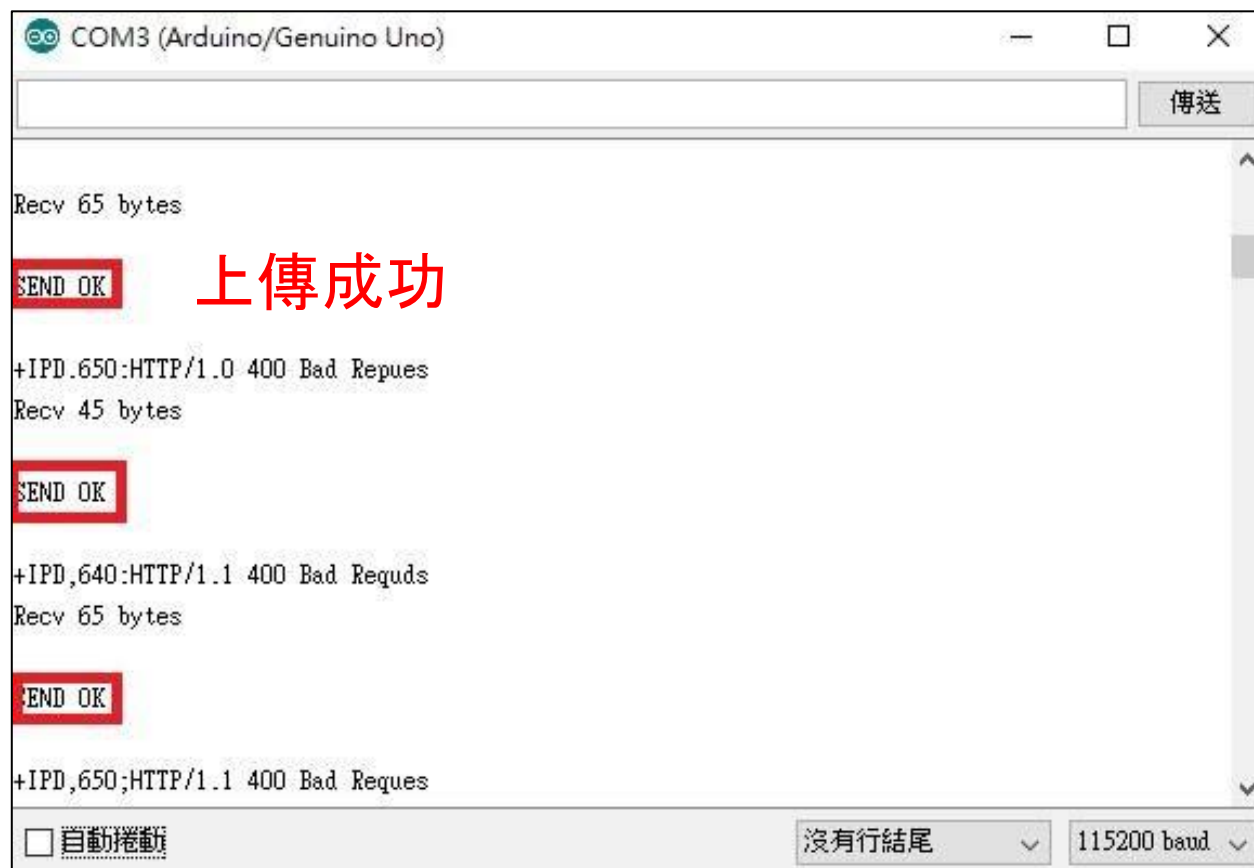 COM3 (Arduino/Genuino Uno)
傳送
Recv 65 bytes
SEND OK 上傳成功
+IPD.650:HTTP/1.0 400 Bad Repues
Recv 45 bytes
SEND OK
+IPD,640:HTTP/1.1 400 Bad Requds
Recv 65 bytes
SEND OK
+IPD,650;HTTP/1.1 400 Bad Reques
自動捲動 沒有行結尾 115200 baud